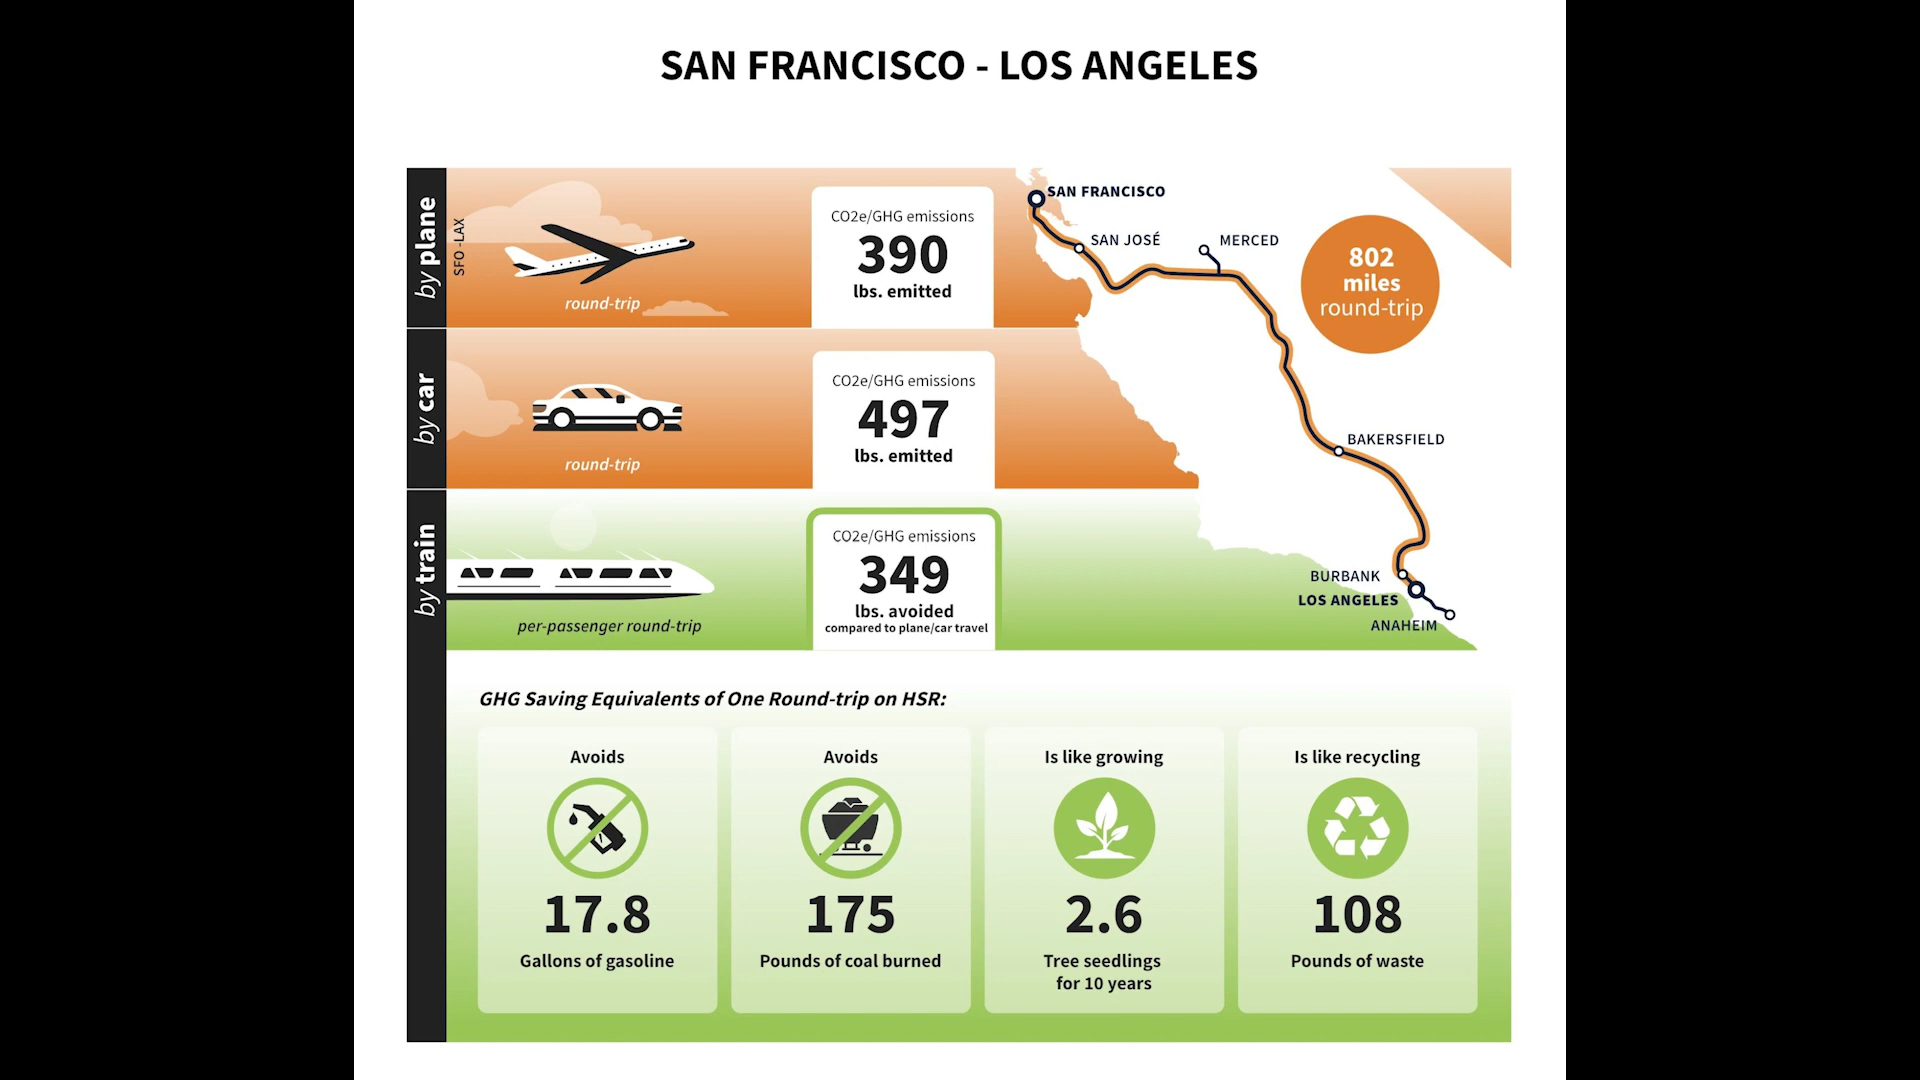 SAN FRANCISCO - LOS ANGELES
by plane
SFO -LAX
round-trip
CO2e/GHG emissions
390
lbs. emitted
SAN FRANCISCO
SAN JOSÉ
MERCED
802
miles
round-trip
by car
round-trip
CO2e/GHG emissions
497
lbs. emitted
BAKERSFIELD
by train
per-passenger round-trip
CO2e/GHG emissions
349
lbs. avoided
compared to plane/car travel
BURBANK
LOS ANGELES
ANAHEIM
GHG Saving Equivalents of One Round-trip on HSR:
Avoids
17.8
Gallons of gasoline
Avoids
175
Pounds of coal burned
Is like growing
2.6
Tree seedlings
for 10 years
Is like recycling
108
Pounds of waste